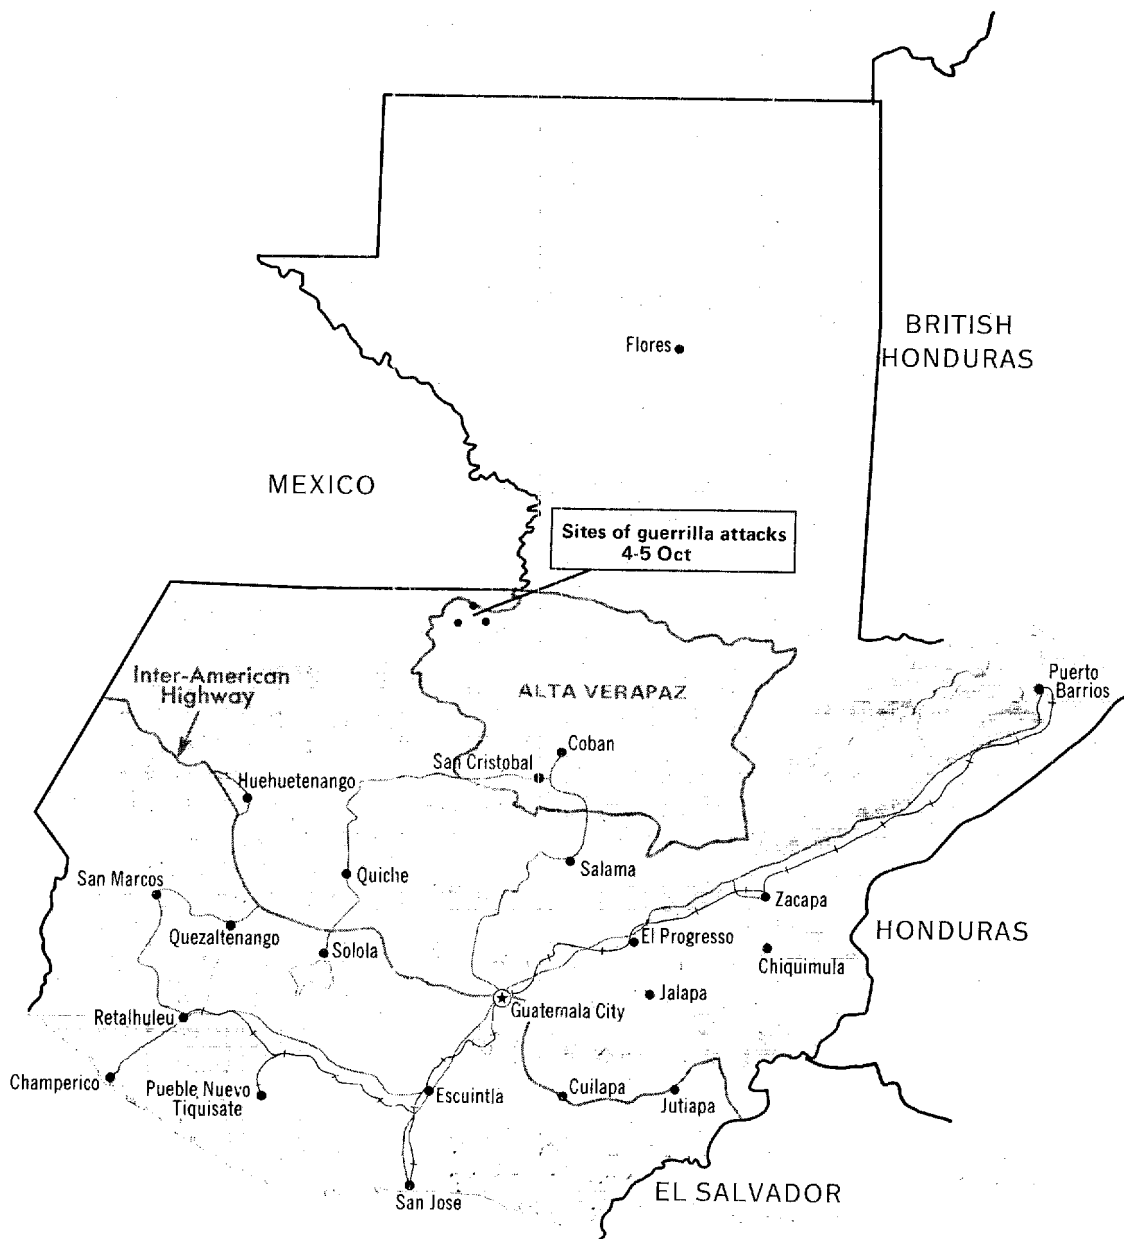 BRITISH
HONDURAS
Flores
MEXICO
Sites of guerrilla attacks
4-5 Oct
Inter-American
Highway
ALTA VERAPAZ
Puerto
Barrios
Coban
San Cristobal
Huehuetenango
Salama
Quiche
San Marcos
Zacapa
Quezaltenango
Solola
El Progresso
HONDURAS
Chiquimula
Jalapa
Guatemala City
Retalhuleu
Champerico
Pueble Nuevo
Tiquisate
Escuintla
Cuilapa
Jutiapa
San Jose
EL SALVADOR